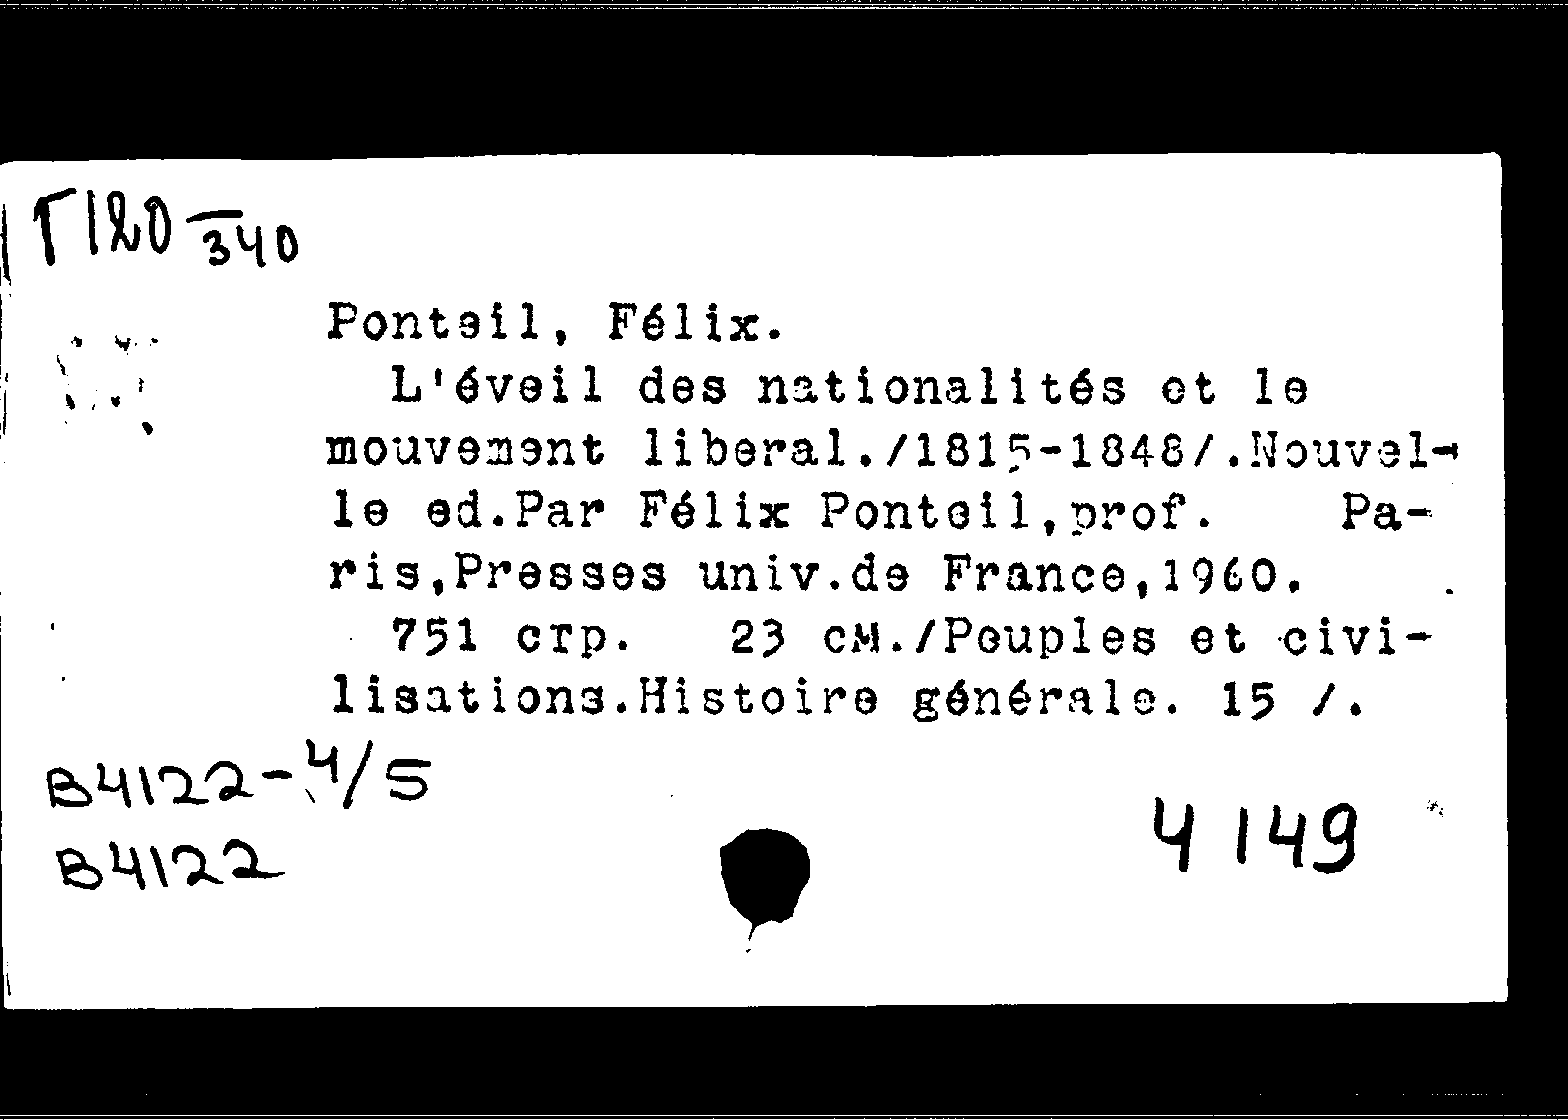 Г120 340
Ponteil, Félix.
L'éveil des nationalités et le
mouvement liberal./1815-1848/.Nouvel-
le ed.Par Félix Ponteil,prof. Pa-
ris,Presses univ.de France,1960.
751 стр. 23 см./Peuples et civi-
lisations.Histoire générale. 15 /.
B4122-4/5
B4122
4149